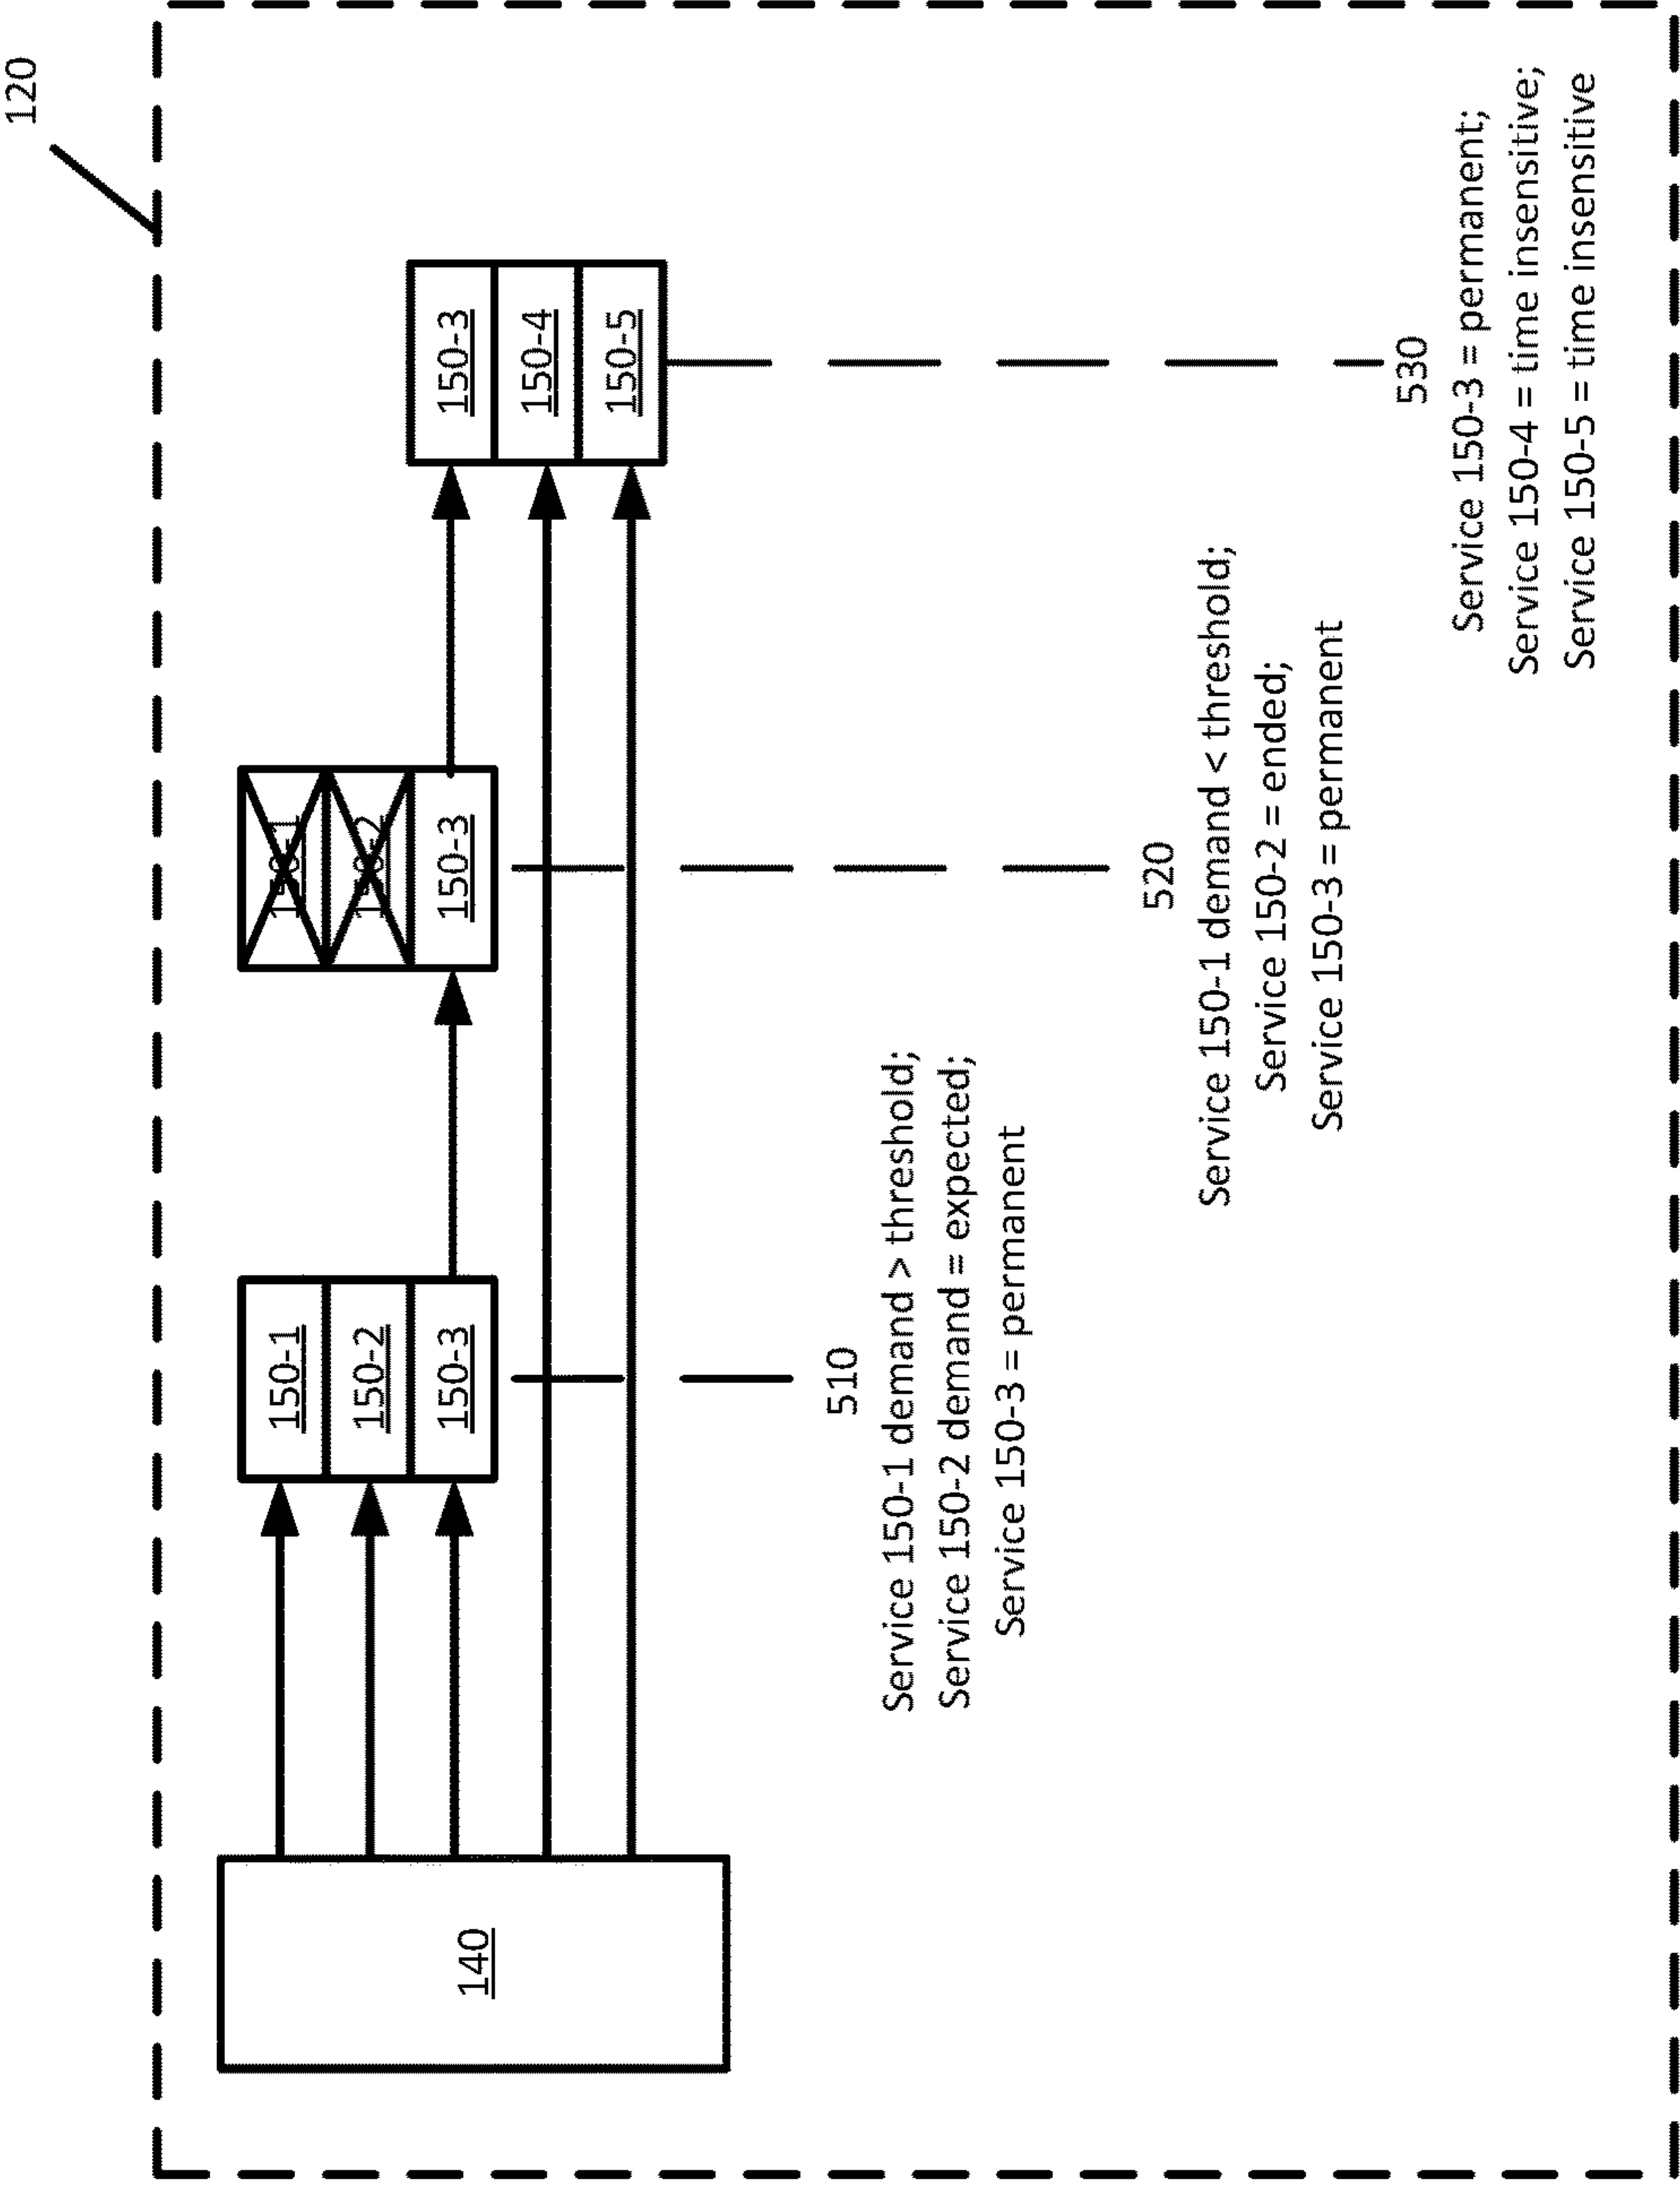 120
140
150-1
150-2
150-3
150-3
150-3
150-4
150-5
510
Service 150-1 demand > threshold;
Service 150-2 demand = expected;
Service 150-3 = permanent
520
Service 150-1 demand < threshold;
Service 150-2 = ended;
Service 150-3 = permanent
530
Service 150-3 = permanent;
Service 150-4 = time insensitive;
Service 150-5 = time insensitive